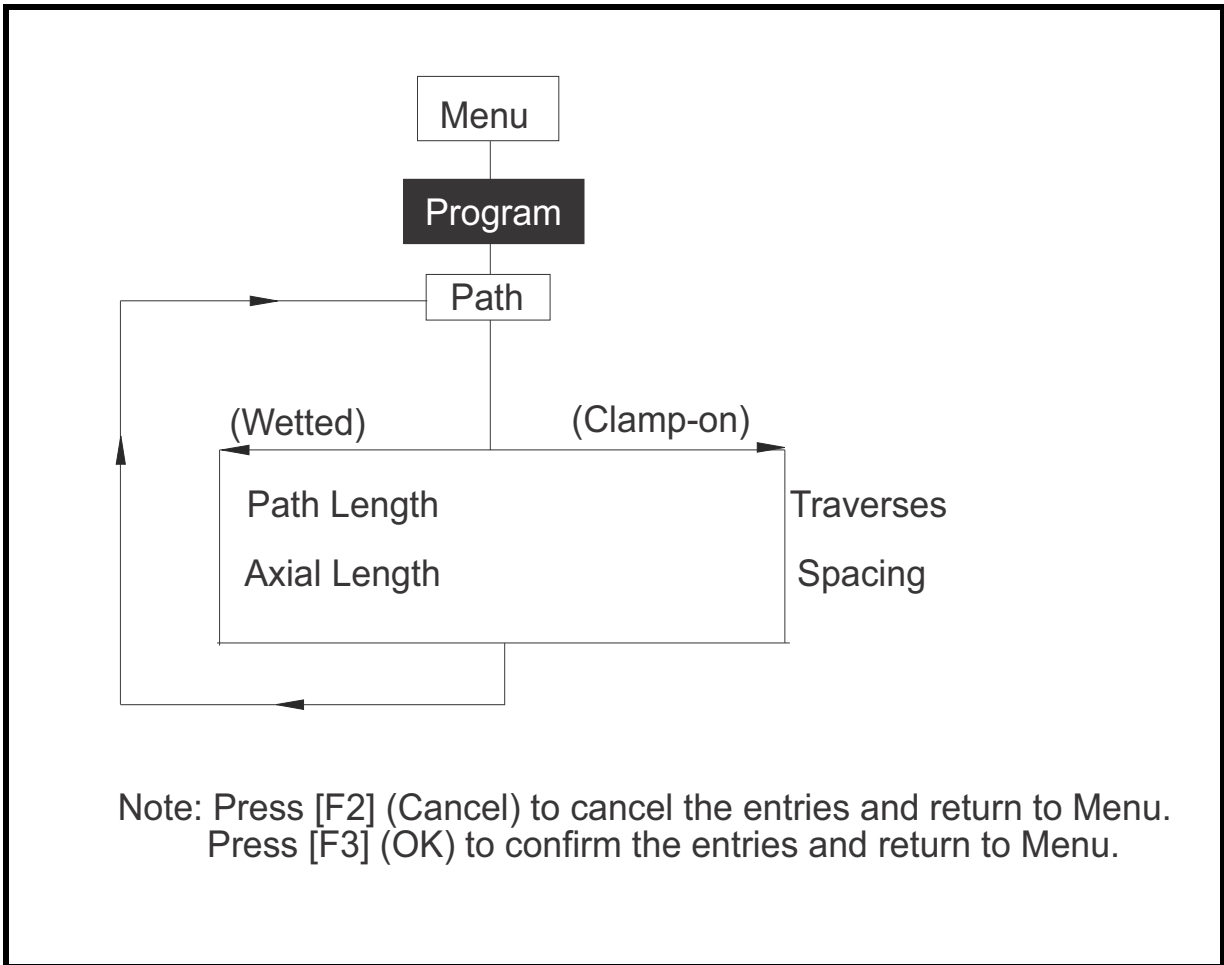 Menu
Program
Path
(Wetted)
(Clamp-on)
Path Length
Traverses
Axial Length
Spacing
Note: Press [F2] (Cancel) to cancel the entries and return to Menu.
Press [F3] (OK) to confirm the entries and return to Menu.